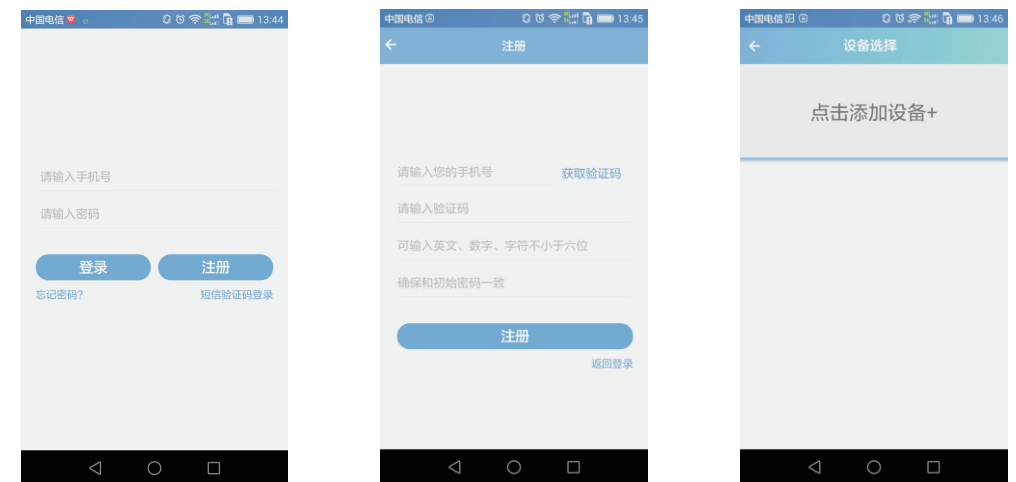 中国电信
13:44
请输入手机号
请输入密码
登录
注册
忘记密码?
短信验证码登录
中国电信
13:45
注册
请输入您的手机号
获取验证码
请输入验证码
可输入英文、数字、字符不小于六位
确保和初始密码一致
注册
返回登录
中国电信
13:46
设备选择
点击添加设备+